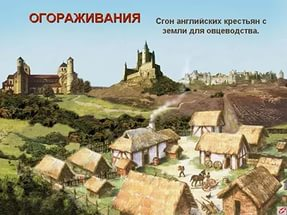 ОГОРАЖИВАНИЯ
Сгон английских крестьян с
земли для овцеводства.